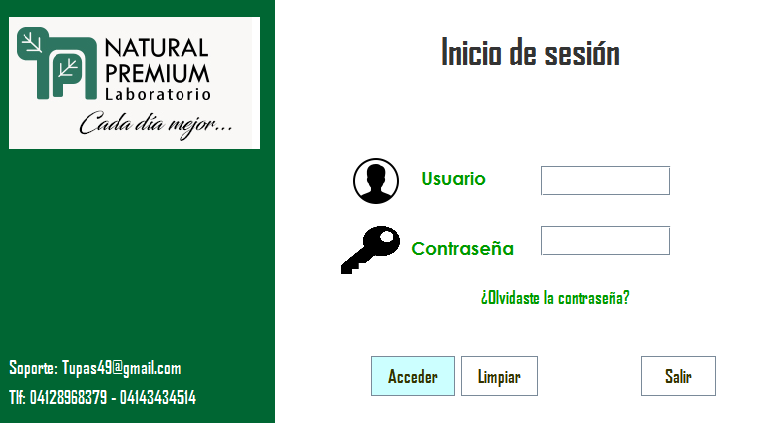 NATURAL
PREMIUM
Laboratorio
Cada día mejor...
Inicio de sesión
Usuario
Contraseña
¿Olvidaste la contraseña?
Acceder
Limpiar
Salir
Soporte: Tupas49@gmail.com
Tlf: 04128968379 - 04143434514